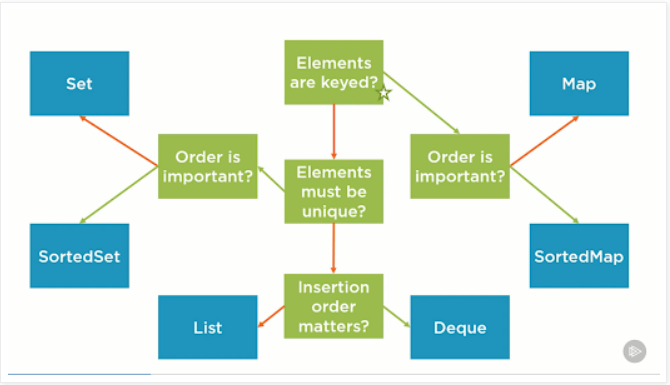 Elements
are keyed?
Set
Map
Order is
important?
Order is
important?
Elements
must be
unique?
SortedSet
SortedMap
Insertion
order
matters?
List
Deque